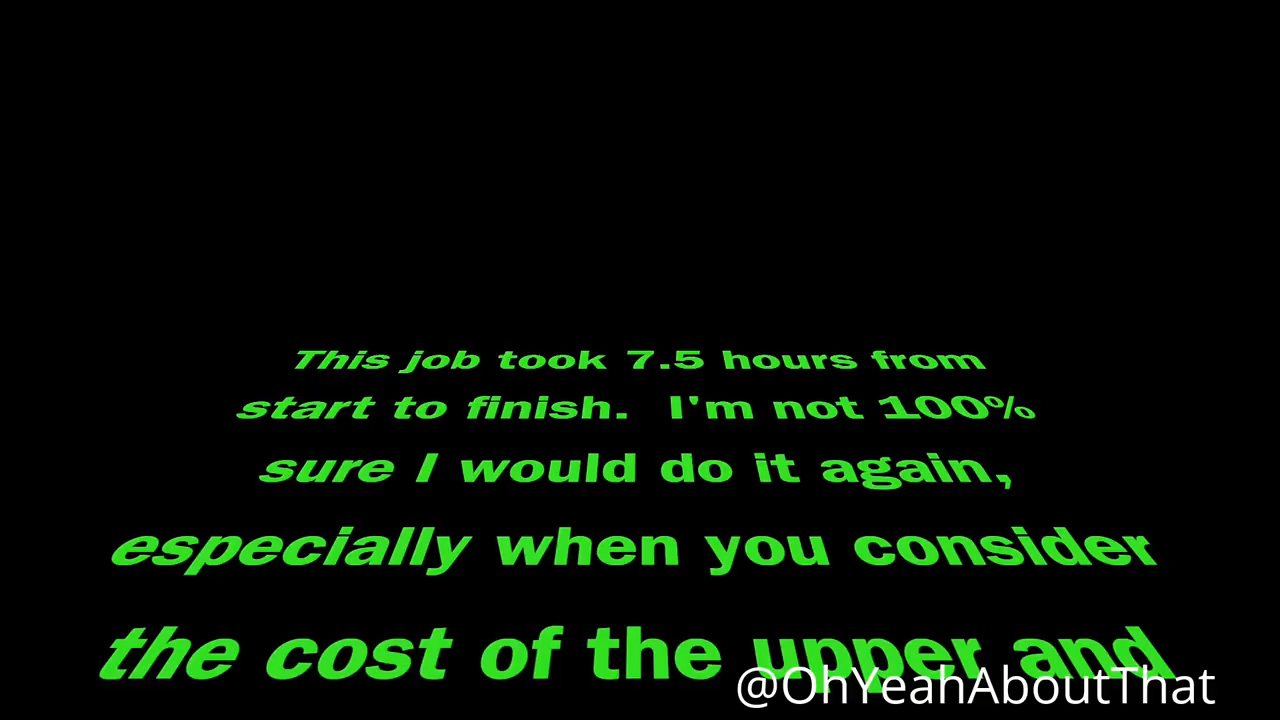 This job took 7.5 hours from
start to finish.  I'm not 100%
sure I would do it again,
especially when you consider
the cost of the upper and
@OhYeahAboutThat